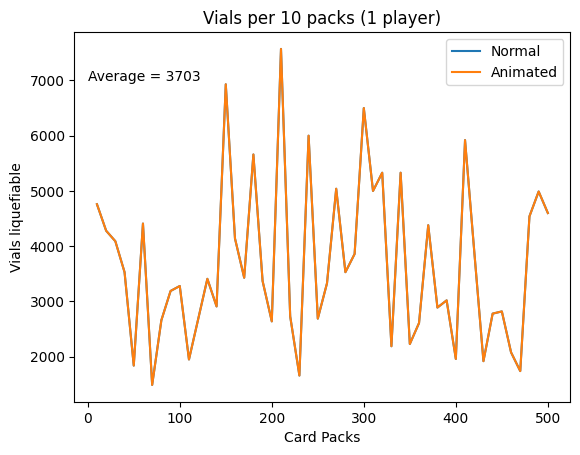 Vials per 10 packs (1 player)
Normal
Animated
Average = 3703
Vials liquefiable
7000
6000
5000
4000
3000
2000
0
100
200
300
400
500
Card Packs